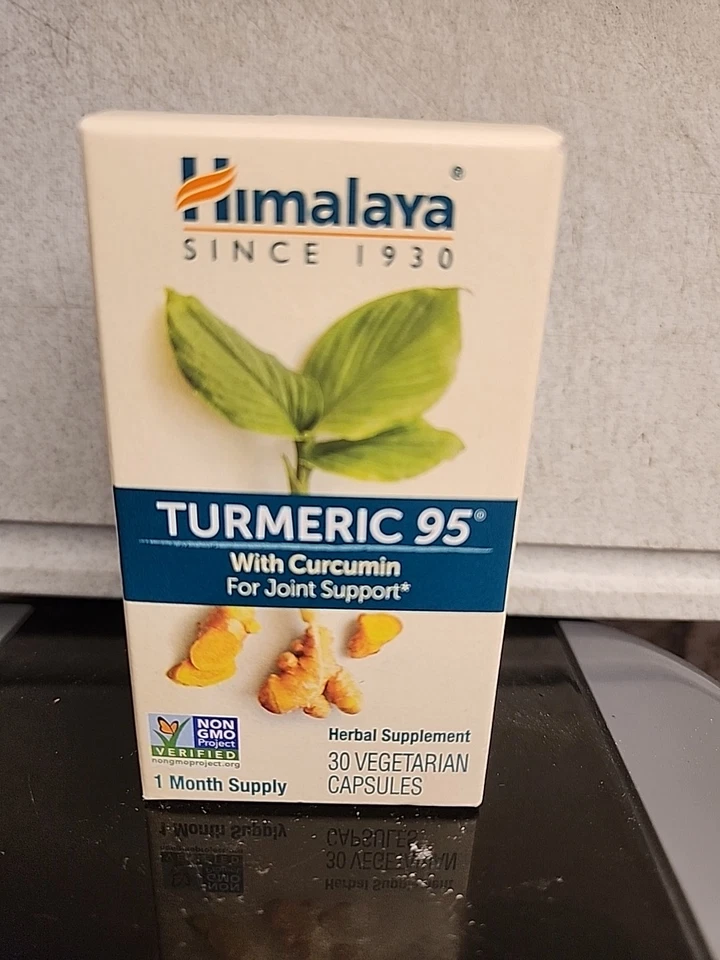 Himalaya®
SINCE 1930
TURMERIC 95®
With Curcumin
For Joint Support*
NON
GMO
Project
VERIFIED
nongmoproject.org
1 Month Supply
Herbal Supplement
30 VEGETARIAN
CAPSULES